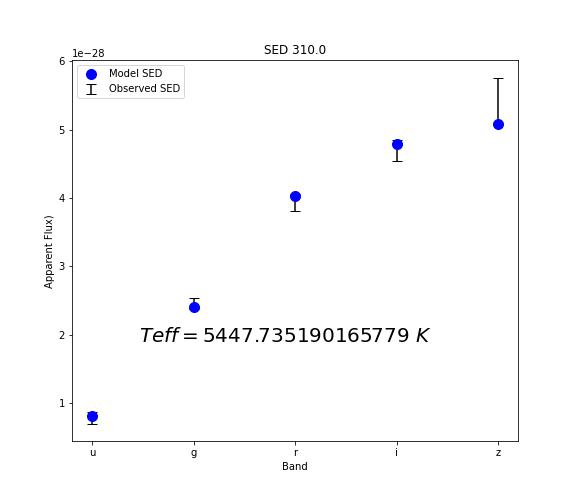 SED 310.0
1e−28
Model SED
Observed SED
6
5
4
3
2
1
Apparent Flux)
Teff = 5447.735190165779 K
u g r i z
Band